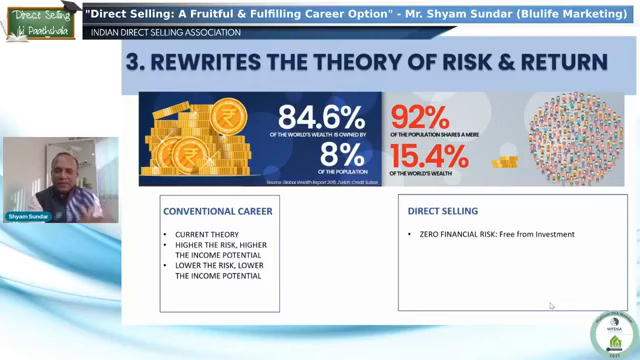 Direct Selling
ki Paathshala
"Direct Selling: A Fruitful & Fulfilling Career Option" - Mr. Shyam Sundar (Blulife Marketing)
INDIAN DIRECT SELLING ASSOCIATION
3. REWRITES THE THEORY OF RISK & RETURN
84.6%
OF THE WORLD'S WEALTH IS OWNED BY
8%
OF THE POPULATION
Source: Global Wealth Report 2015, Zurich: Credit Suisse
92%
OF THE POPULATION SHARES A MERE
15.4%
OF THE WORLD'S WEALTH
Shyam Sundar
CONVENTIONAL CAREER
• CURRENT THEORY
• HIGHER THE RISK, HIGHER
THE INCOME POTENTIAL
• LOWER THE RISK, LOWER
THE INCOME POTENTIAL
DIRECT SELLING
• ZERO FINANCIAL RISK: Free from Investment
WFDSA
2021